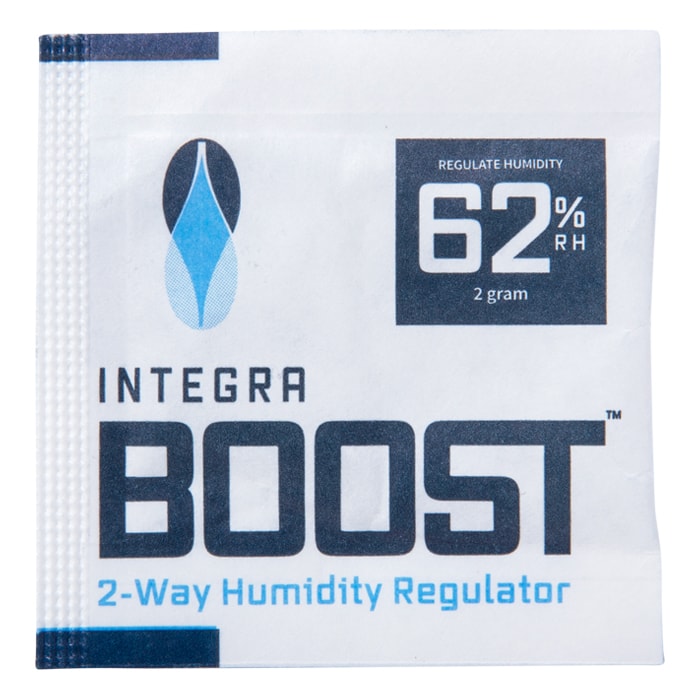 REGULATE HUMIDITY
62%
RH
2 gram
INTEGRA
BOOST™
2-Way Humidity Regulator